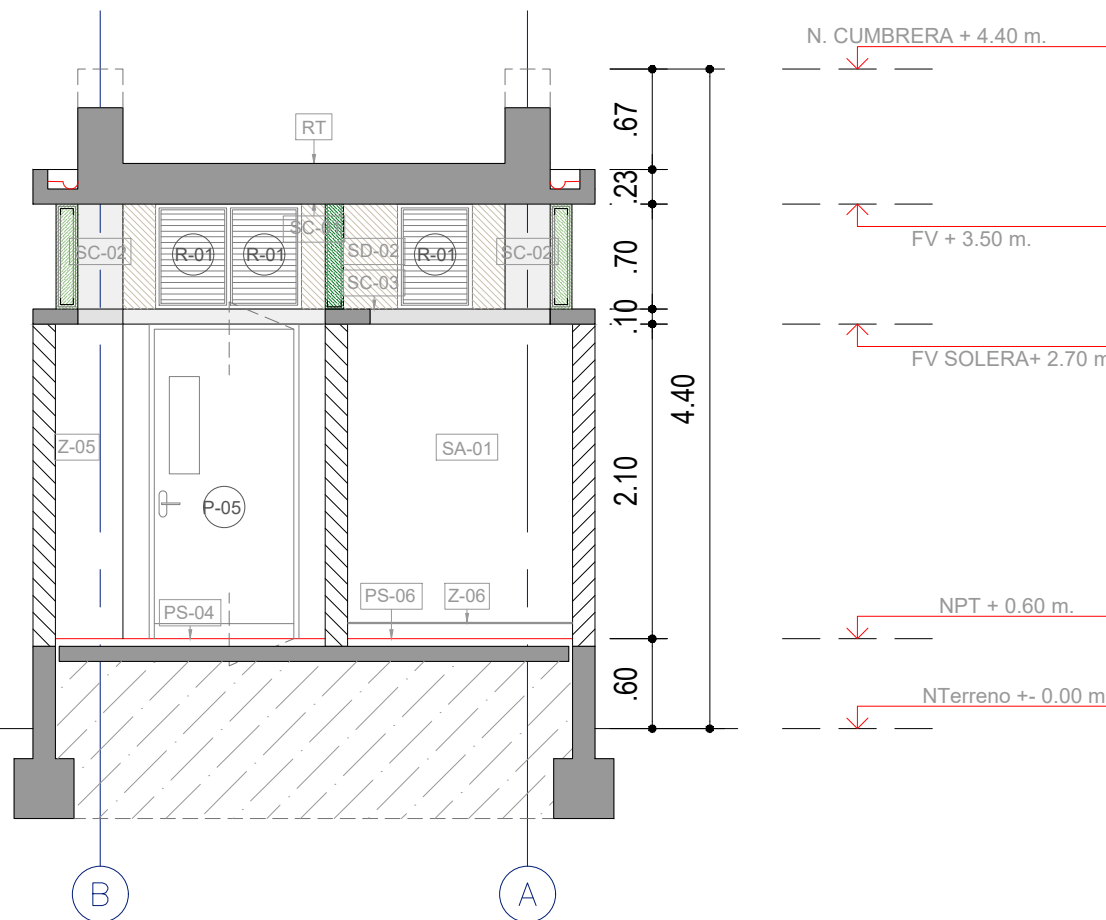 N. CUMBRERA + 4.40 m.
RT
.67
.23
SC-02
R-01
R-01
SC-0
SD-02
SC-03
R-01
SC-02
.70
FV + 3.50 m.
.10
FV SOLERA+ 2.70 m
4.40
Z-05
SA-01
2.10
P-05
PS-04
PS-06
Z-06
NPT + 0.60 m.
.60
NTerreno +- 0.00 m
B
A